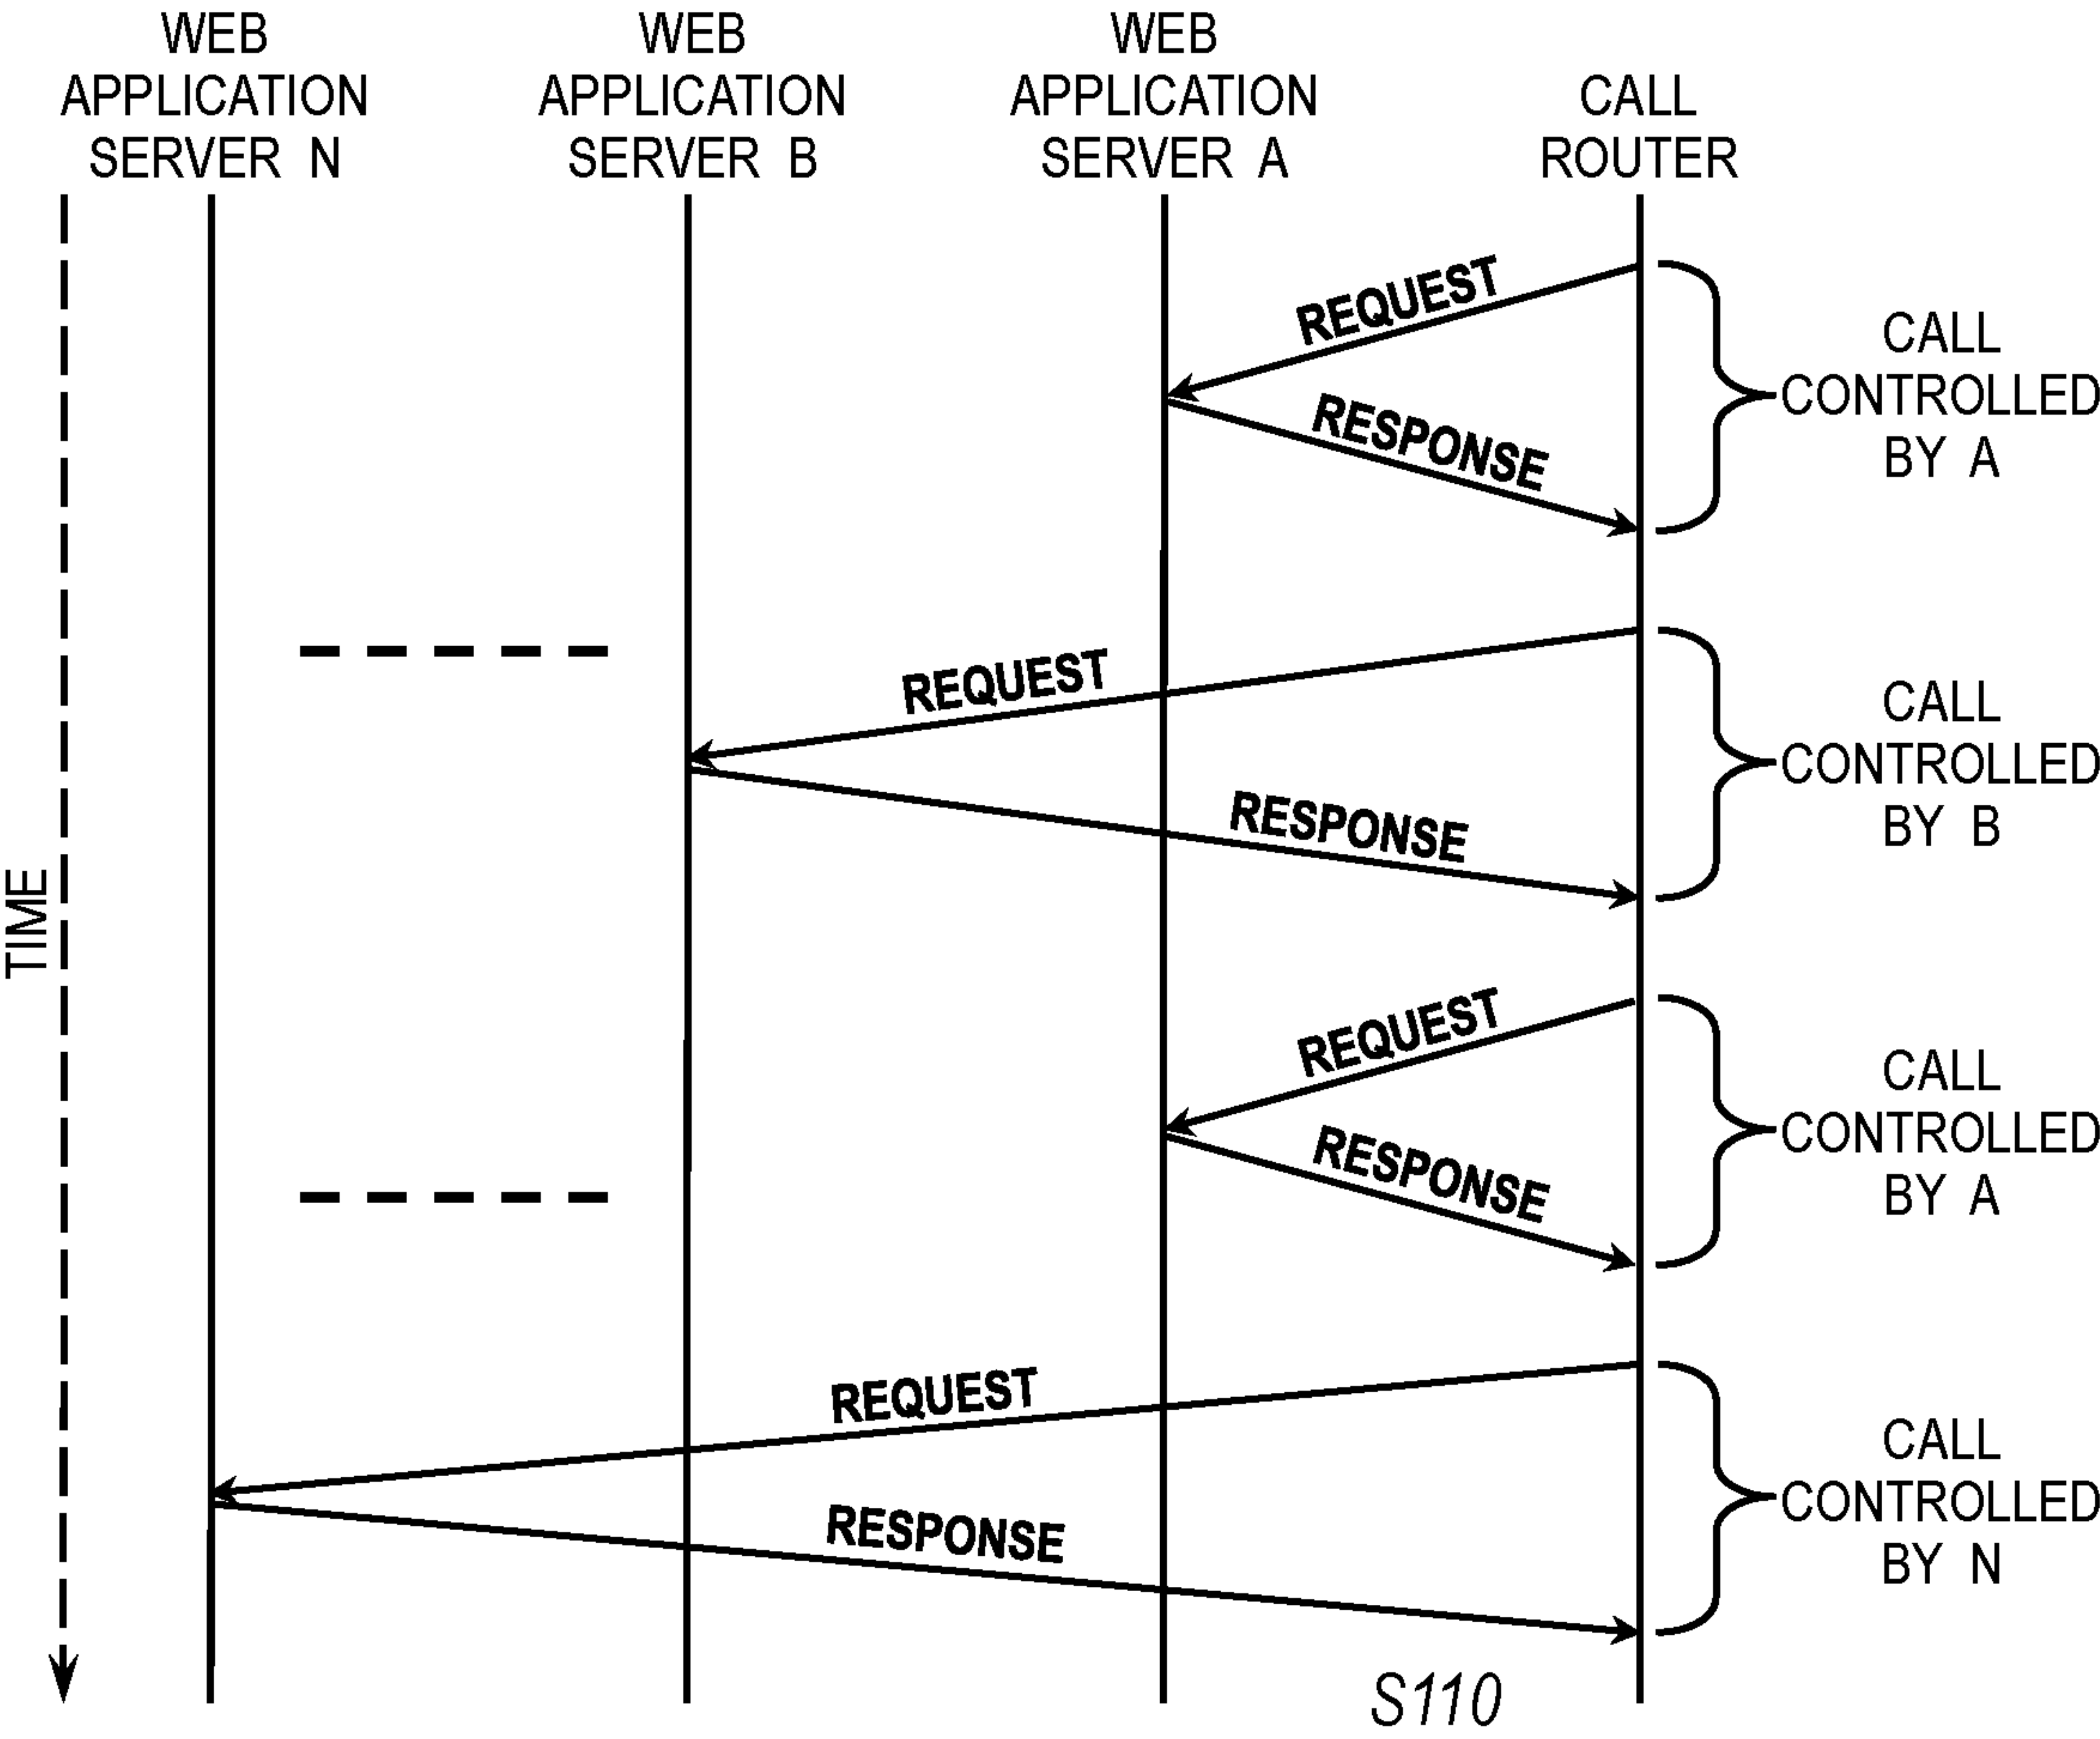 WEB
APPLICATION
SERVER N
WEB
APPLICATION
SERVER B
WEB
APPLICATION
SERVER A
CALL
ROUTER
REQUEST
RESPONSE
CALL
CONTROLLED
BY A
REQUEST
RESPONSE
CALL
CONTROLLED
BY B
TIME
REQUEST
RESPONSE
CALL
CONTROLLED
BY A
REQUEST
RESPONSE
CALL
CONTROLLED
BY N
S110